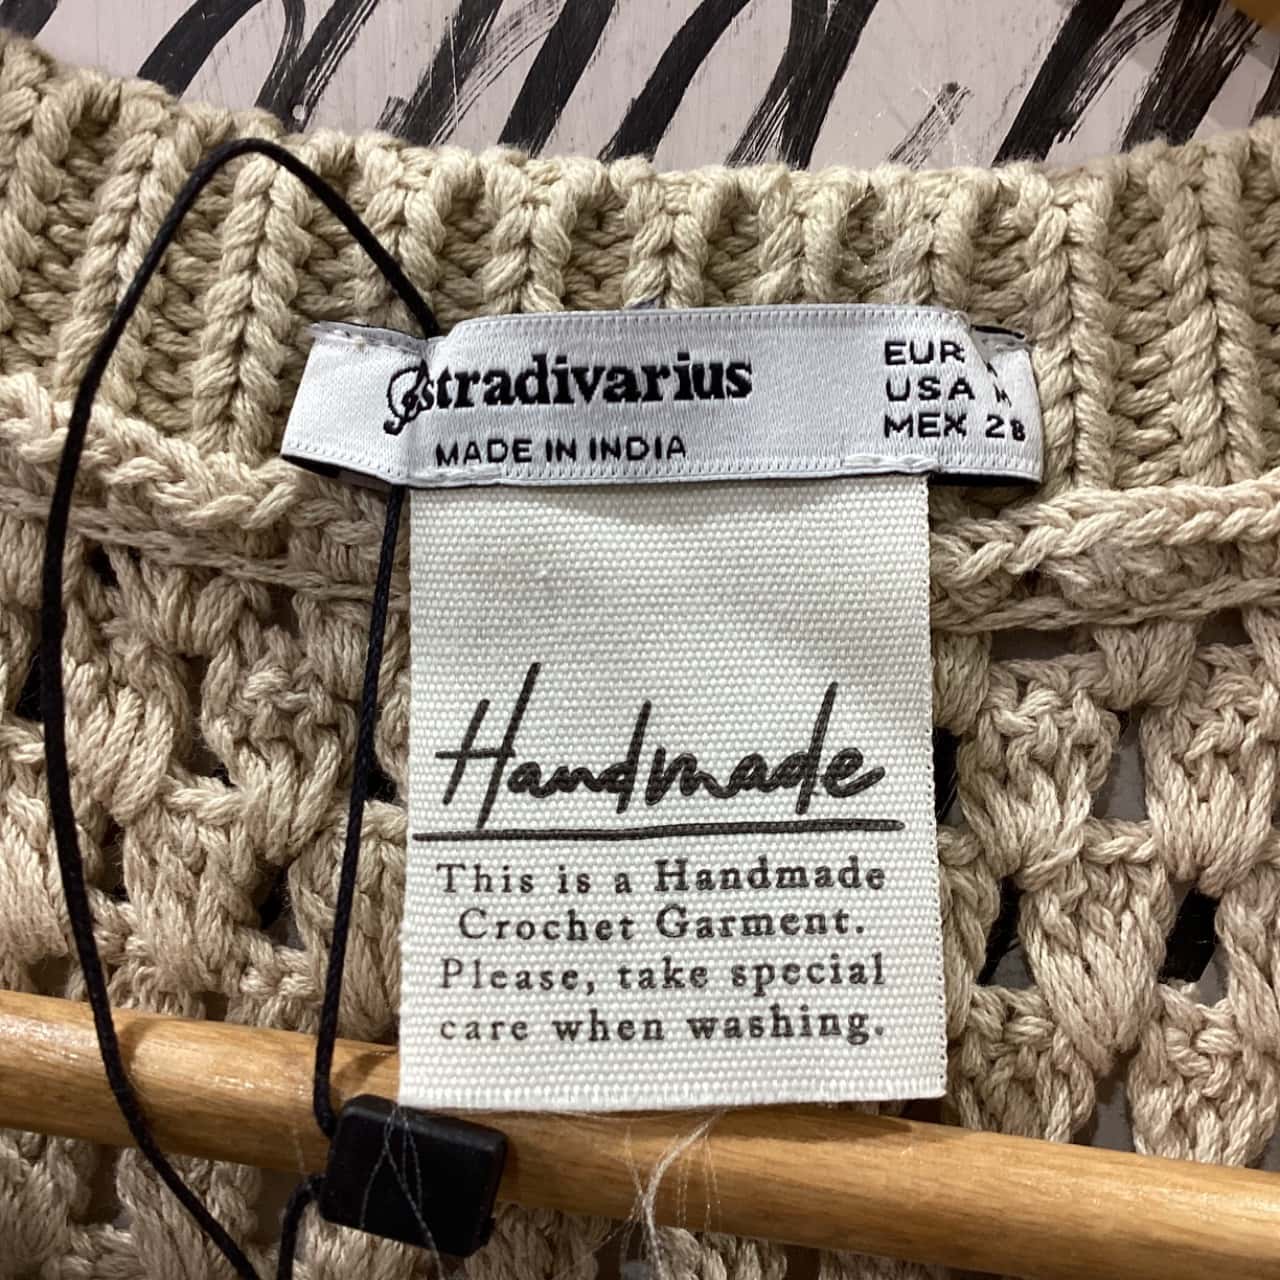 stradivarius
MADE IN INDIA
EUR
USA M
MEX 28
Handmade
This is a Handmade
Crochet Garment.
Please, take special
care when washing.